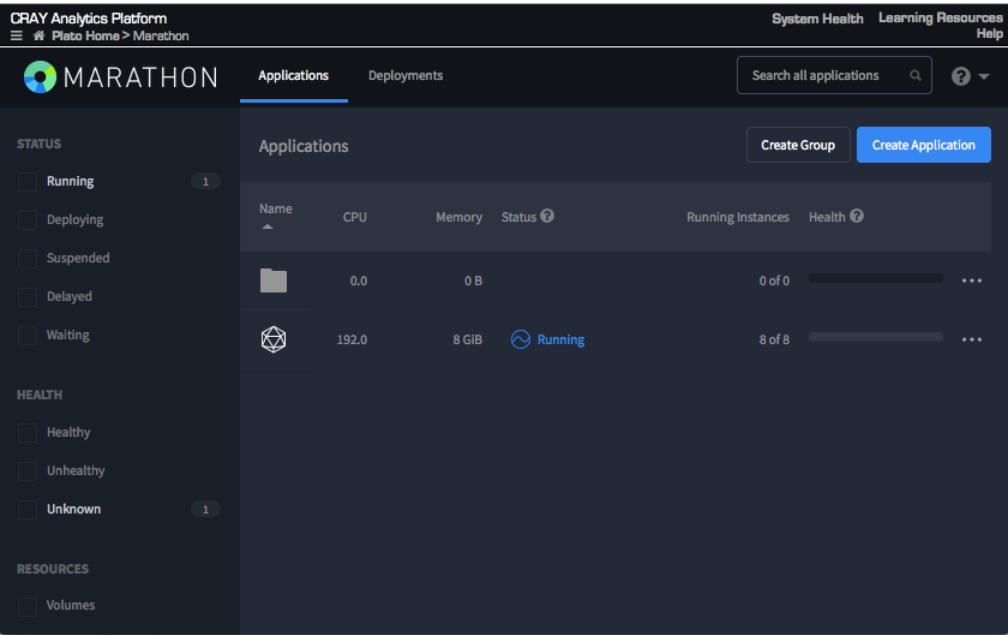 CRAY Analytics Platform
System Health Learning Resources
Plato Home > Marathon
Help
MARATHON
Applications Deployments
Search all applications
?
STATUS
Running 1
Deploying
Suspended
Delayed
Waiting
HEALTH
Healthy
Unhealthy
Unknown 1
RESOURCES
Volumes
Applications
Create Group Create Application
Name CPU Memory Status ? Running Instances Health ?
0.0 0 B 0 of 0 •••
192.0 8 GiB Running 8 of 8 •••